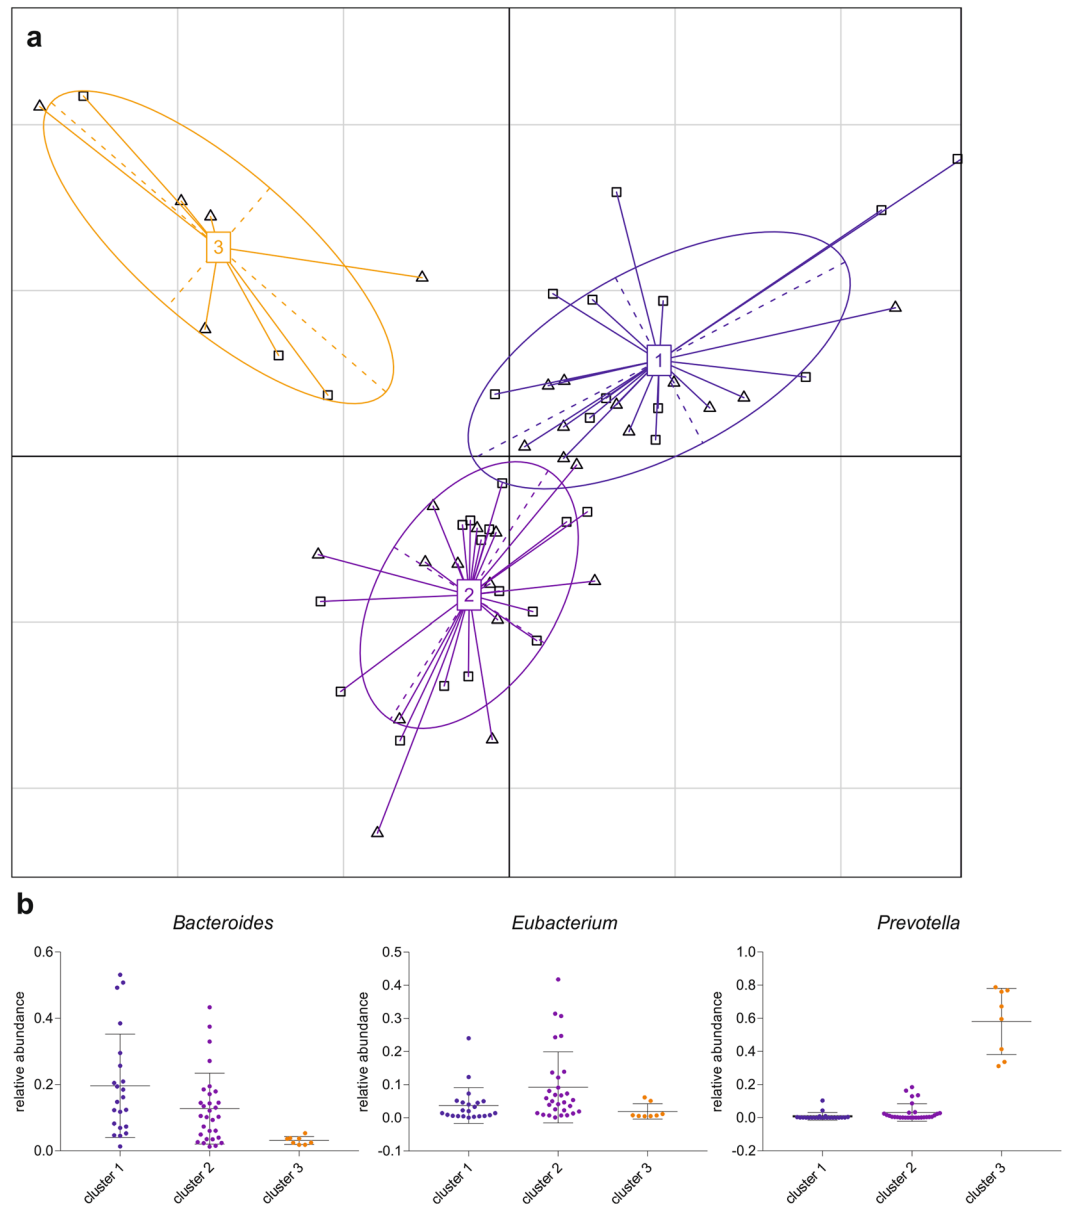 a
3
1
2
b
Bacteroides
Eubacterium
Prevotella
relative abundance
0.6
0.4
0.2
0.0
cluster 1
cluster 2
cluster 3
relative abundance
0.5
0.4
0.3
0.2
0.1
0.0
-0.1
cluster 1
cluster 2
cluster 3
relative abundance
1.0
0.8
0.6
0.4
0.2
0.0
-0.2
cluster 1
cluster 2
cluster 3